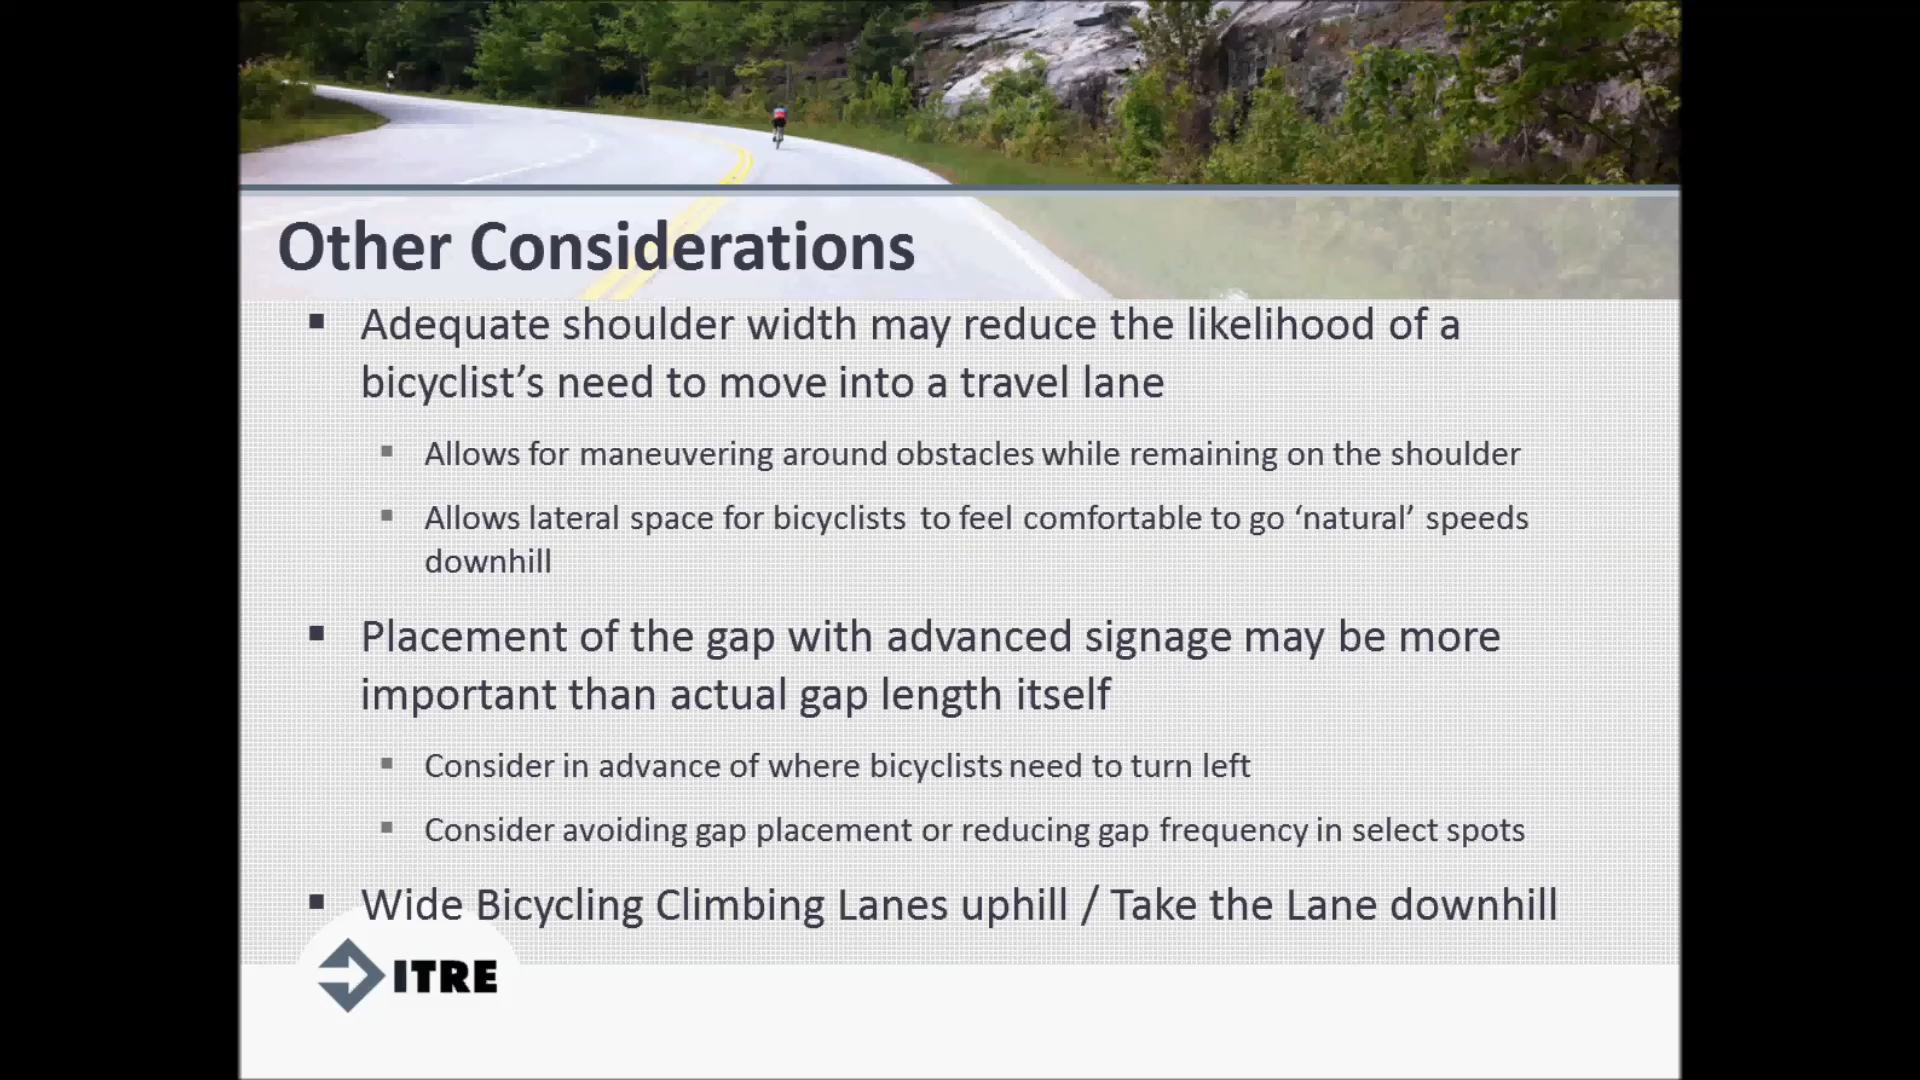 Other Considerations
Adequate shoulder width may reduce the likelihood of a
bicyclist’s need to move into a travel lane
Allows for maneuvering around obstacles while remaining on the shoulder
Allows lateral space for bicyclists to feel comfortable to go ‘natural’ speeds
downhill
Placement of the gap with advanced signage may be more
important than actual gap length itself
Consider in advance of where bicyclists need to turn left
Consider avoiding gap placement or reducing gap frequency in select spots
Wide Bicycling Climbing Lanes uphill / Take the Lane downhill
ITRE